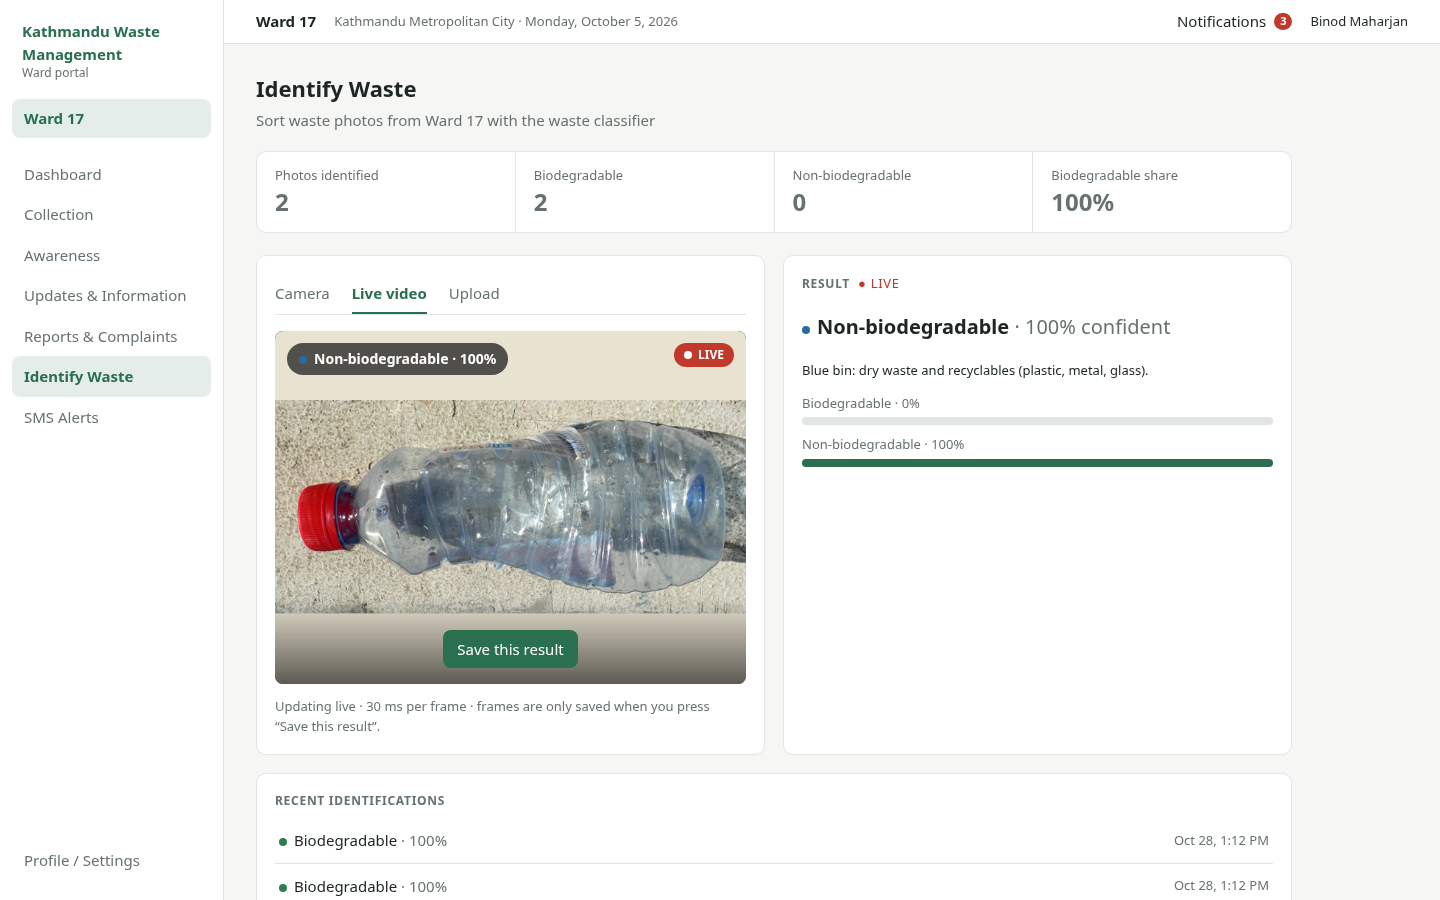 Kathmandu Waste
Management
Ward portal
Ward 17
Dashboard
Collection
Awareness
Updates & Information
Reports & Complaints
Identify Waste
SMS Alerts
Profile / Settings
Ward 17 Kathmandu Metropolitan City · Monday, October 5, 2026
Notifications 3 Binod Maharjan
Identify Waste
Sort waste photos from Ward 17 with the waste classifier
Photos identified
2
Biodegradable
2
Non-biodegradable
0
Biodegradable share
100%
Camera Live video Upload
Non-biodegradable · 100%
LIVE
Save this result
Updating live · 30 ms per frame · frames are only saved when you press
“Save this result”.
RESULT ● LIVE
Non-biodegradable · 100% confident
Blue bin: dry waste and recyclables (plastic, metal, glass).
Biodegradable · 0%
Non-biodegradable · 100%
RECENT IDENTIFICATIONS
Biodegradable · 100% Oct 28, 1:12 PM
Biodegradable · 100% Oct 28, 1:12 PM